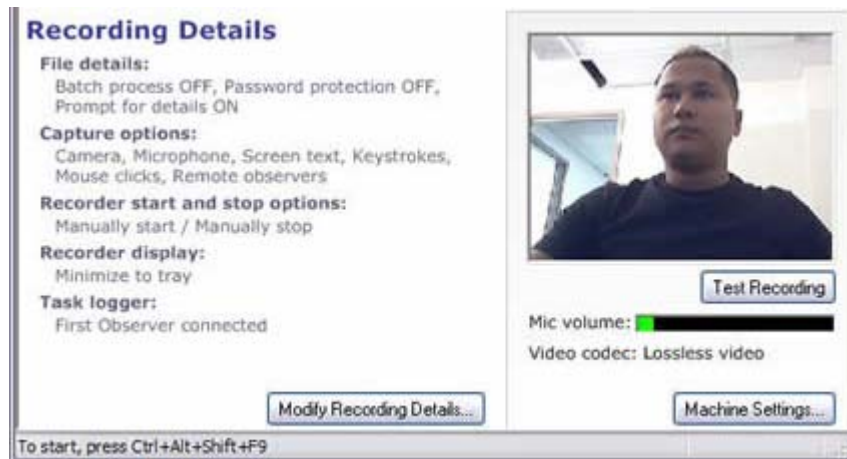 Recording Details
File details:
Batch process OFF, Password protection OFF,
Prompt for details ON
Capture options:
Camera, Microphone, Screen text, Keystrokes,
Mouse clicks, Remote observers
Recorder start and stop options:
Manually start / Manually stop
Recorder display:
Minimize to tray
Task logger:
First Observer connected
Modify Recording Details...
Test Recording
Mic volume:
Video codec: Lossless video
Machine Settings...
To start, press Ctrl+Alt+Shift+F9